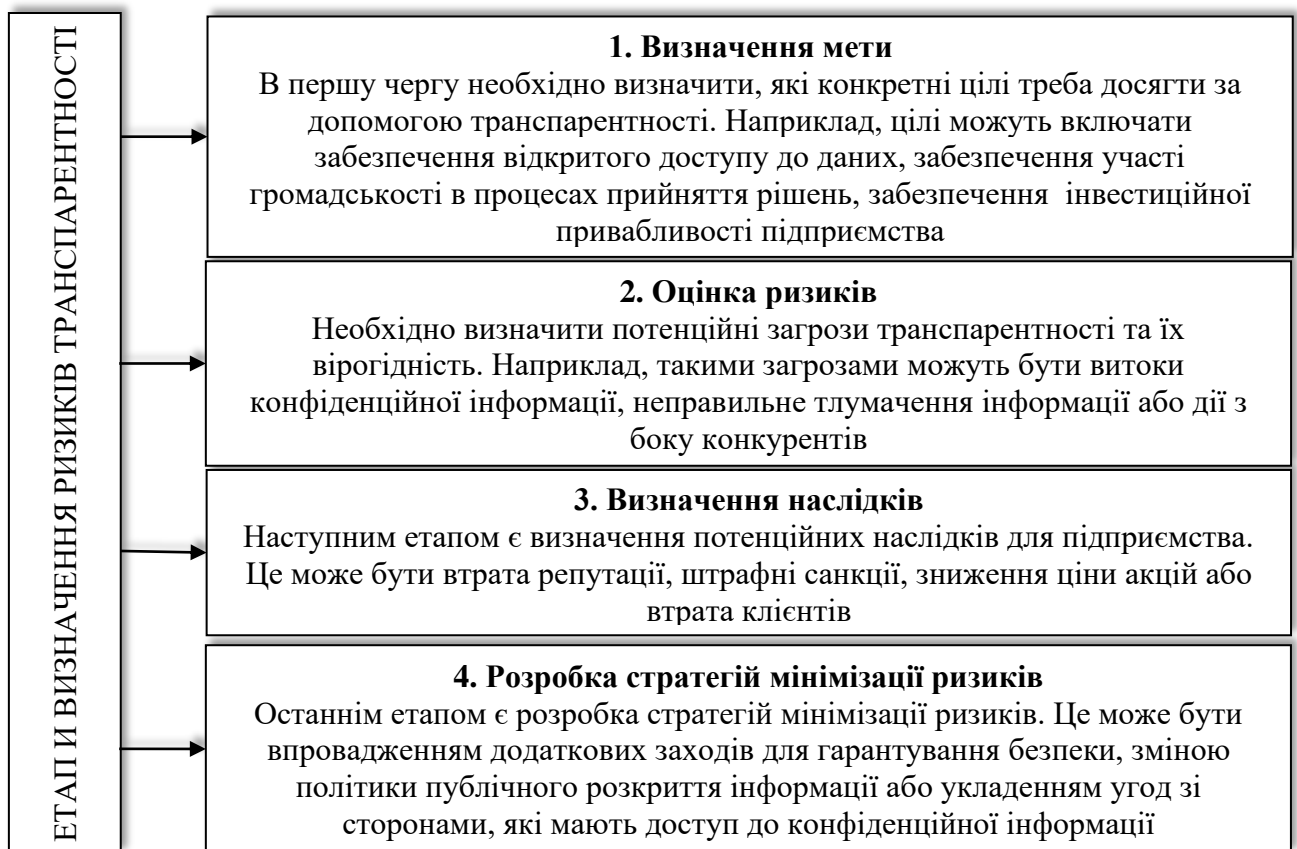 ЕТАП И ВИЗНАЧЕННЯ РИЗИКІВ ТРАНСПАРЕНТНОСТІ
1. Визначення мети
В першу чергу необхідно визначити, які конкретні цілі треба досягти за
допомогою транспарентності. Наприклад, цілі можуть включати
забезпечення відкритого доступу до даних, забезпечення участі
громадськості в процесах прийняття рішень, забезпечення інвестиційної
привабливості підприємства
2. Оцінка ризиків
Необхідно визначити потенційні загрози транспарентності та їх
вірогідність. Наприклад, такими загрозами можуть бути витоки
конфіденційної інформації, неправильне тлумачення інформації або дії з
боку конкурентів
3. Визначення наслідків
Наступним етапом є визначення потенційних наслідків для підприємства.
Це може бути втрата репутації, штрафні санкції, зниження ціни акцій або
втрата клієнтів
4. Розробка стратегій мінімізації ризиків
Останнім етапом є розробка стратегій мінімізації ризиків. Це може бути
впровадженням додаткових заходів для гарантування безпеки, зміною
політики публічного розкриття інформації або укладенням угод зі
сторонами, які мають доступ до конфіденційної інформації